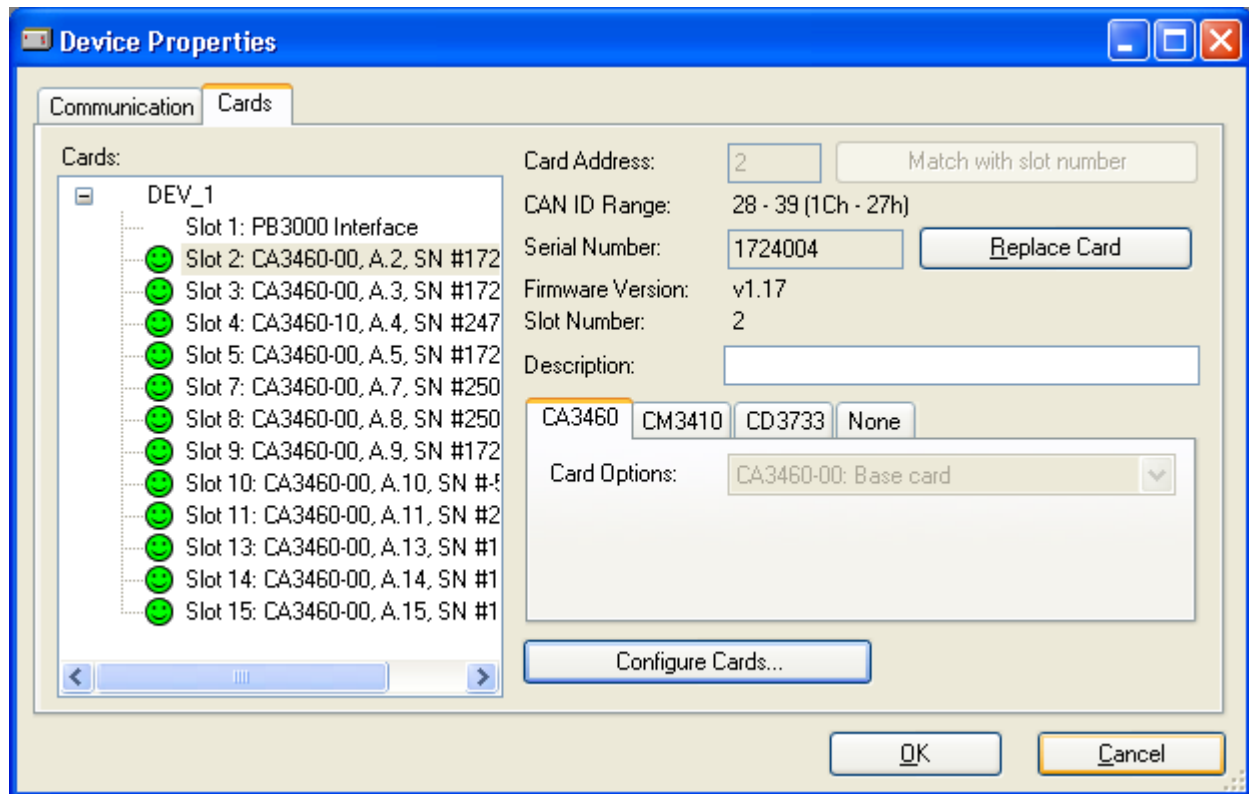 Device Properties
Communication
Cards
Cards:
DEV_1
Slot 1: PB3000 Interface
Slot 2: CA3460-00, A.2, SN #172
Slot 3: CA3460-00, A.3, SN #172
Slot 4: CA3460-10, A.4, SN #247
Slot 5: CA3460-00, A.5, SN #172
Slot 7: CA3460-00, A.7, SN #250
Slot 8: CA3460-00, A.8, SN #250
Slot 9: CA3460-00, A.9, SN #172
Slot 10: CA3460-00, A.10, SN #-5
Slot 11: CA3460-00, A.11, SN #2
Slot 13: CA3460-00, A.13, SN #1
Slot 14: CA3460-00, A.14, SN #1
Slot 15: CA3460-00, A.15, SN #1
Card Address:
2
Match with slot number
CAN ID Range:
28 - 39 (1Ch - 27h)
Serial Number:
1724004
Replace Card
Firmware Version:
v1.17
Slot Number:
2
Description:
CA3460
CM3410
CD3733
None
Card Options:
CA3460-00: Base card
Configure Cards...
OK
Cancel